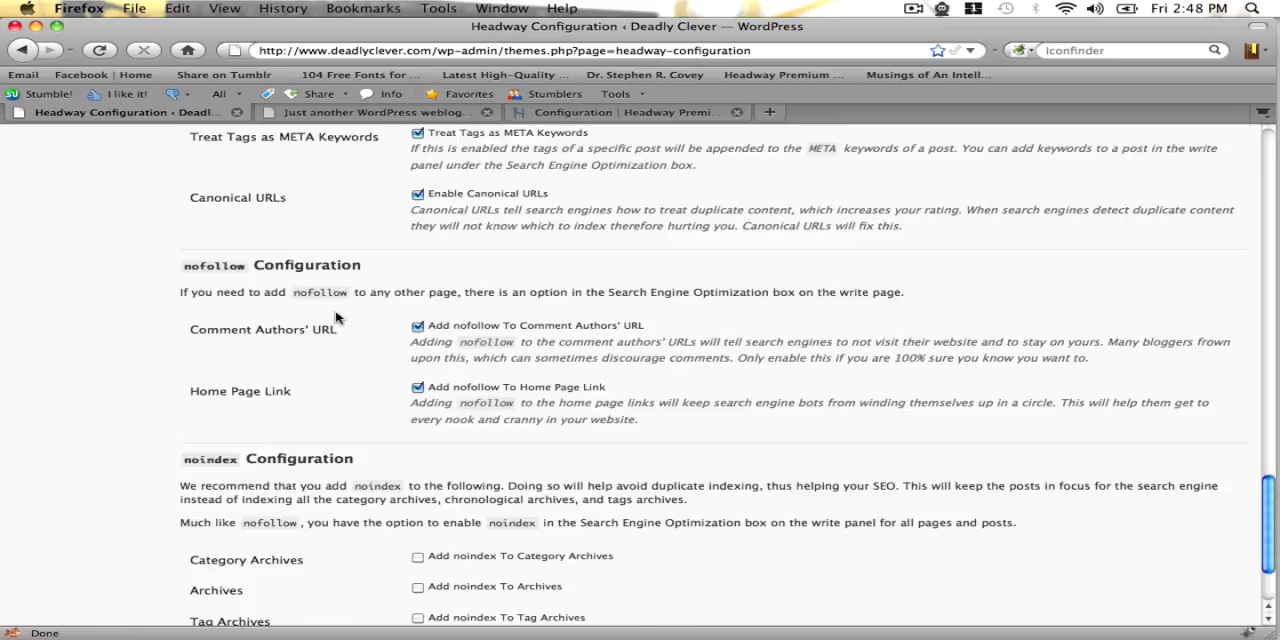 Firefox File Edit View History Bookmarks Tools Window Help Fri 2:48 PM
Headway Configuration ‹ Deadly Clever — WordPress
http://www.deadlyclever.com/wp-admin/themes.php?page=headway-configuration Iconfinder
Email Facebook | Home Share on Tumblr 104 Free Fonts for ... Latest High-Quality ... Dr. Stephen R. Covey Headway Premium ... Musings of An Intell...
Stumble! I like it! All Share Info Favorites Stumblers Tools
Headway Configuration ‹ Deadl... Just another WordPress weblog... Configuration | Headway Premi...
Treat Tags as META Keywords Treat Tags as META Keywords
If this is enabled the tags of a specific post will be appended to the META keywords of a post. You can add keywords to a post in the write
panel under the Search Engine Optimization box.
Canonical URLs Enable Canonical URLs
Canonical URLs tell search engines how to treat duplicate content, which increases your rating. When search engines detect duplicate content
they will not know which to index therefore hurting you. Canonical URLs will fix this.
nofollow Configuration
If you need to add nofollow to any other page, there is an option in the Search Engine Optimization box on the write page.
Comment Authors' URL Add nofollow To Comment Authors' URL
Adding nofollow to the comment authors' URLs will tell search engines to not visit their website and to stay on yours. Many bloggers frown
upon this, which can sometimes discourage comments. Only enable this if you are 100% sure you know you want to.
Home Page Link Add nofollow To Home Page Link
Adding nofollow to the home page links will keep search engine bots from winding themselves up in a circle. This will help them get to
every nook and cranny in your website.
noindex Configuration
We recommend that you add noindex to the following. Doing so will help avoid duplicate indexing, thus helping your SEO. This will keep the posts in focus for the search engine
instead of indexing all the category archives, chronological archives, and tags archives.
Much like nofollow, you have the option to enable noindex in the Search Engine Optimization box on the write panel for all pages and posts.
Category Archives Add noindex To Category Archives
Archives Add noindex To Archives
Tag Archives Add noindex To Tag Archives
Done